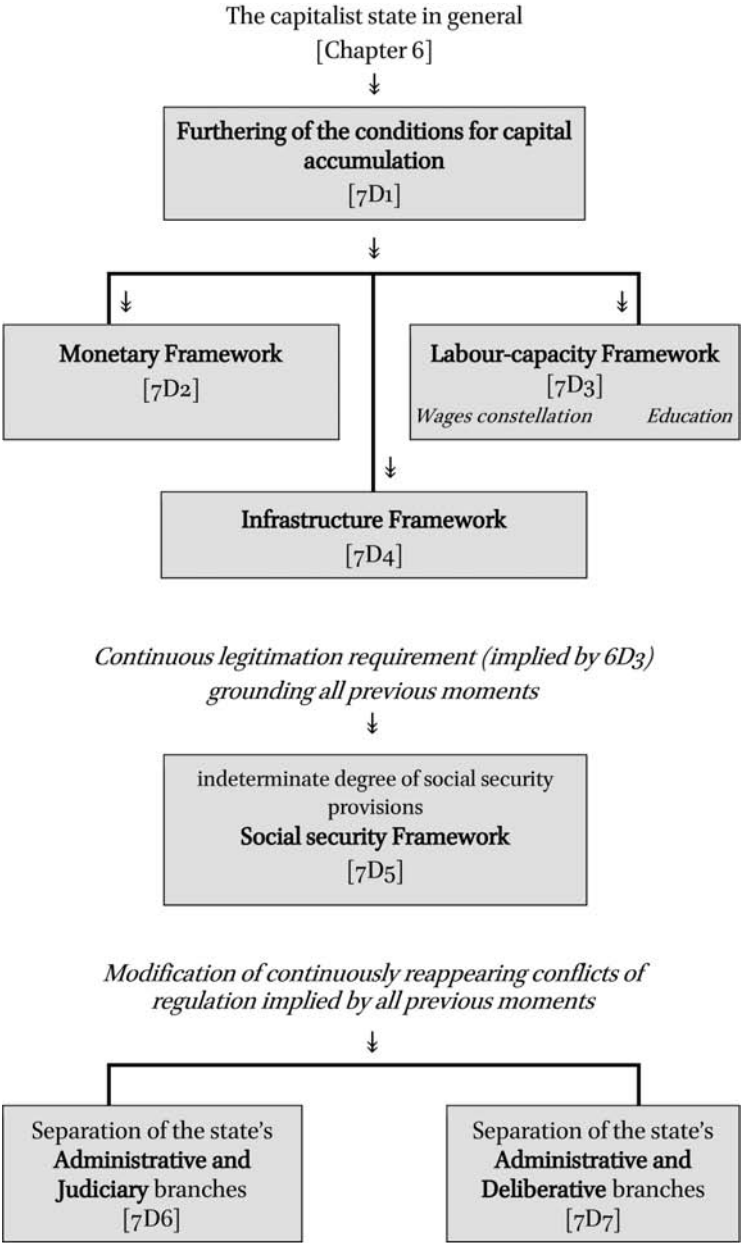 The capitalist state in general
[Chapter 6]
↡
Furthering of the conditions for capital
accumulation
[7D1]
↡
↡
↡
Monetary Framework
[7D2]
Labour-capacity Framework
[7D3]
Wages constellation Education
↡
Infrastructure Framework
[7D4]
Continuous legitimation requirement (implied by 6D3)
grounding all previous moments
↡
indeterminate degree of social security
provisions
Social security Framework
[7D5]
Modification of continuously reappearing conflicts of
regulation implied by all previous moments
↡
Separation of the state’s
Administrative and
Judiciary branches
[7D6]
Separation of the state’s
Administrative and
Deliberative branches
[7D7]